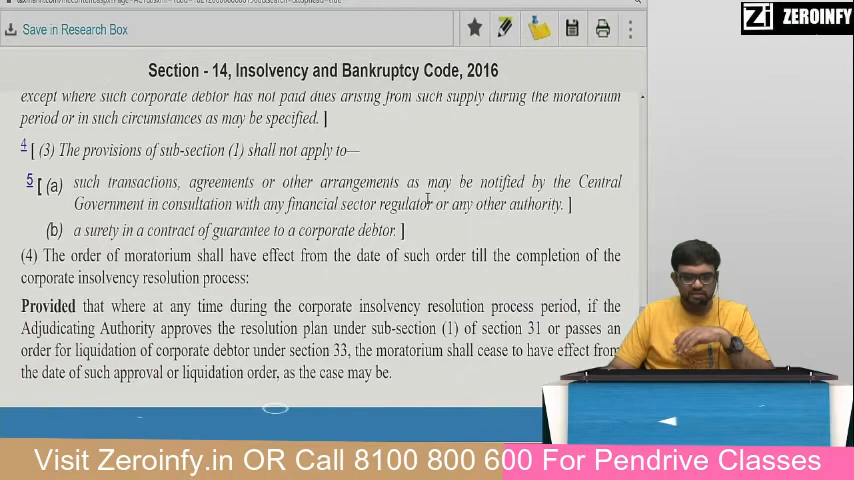 Save in Research Box
Zi ZEROINFY
Section - 14, Insolvency and Bankruptcy Code, 2016
except where such corporate debtor has not paid dues arising from such supply during the moratorium
period or in such circumstances as may be specified. ]
4 [ (3) The provisions of sub-section (1) shall not apply to—
5 [ (a) such transactions, agreements or other arrangements as may be notified by the Central
Government in consultation with any financial sector regulator or any other authority. ]
(b) a surety in a contract of guarantee to a corporate debtor. ]
(4) The order of moratorium shall have effect from the date of such order till the completion of the
corporate insolvency resolution process:
Provided that where at any time during the corporate insolvency resolution process period, if the
Adjudicating Authority approves the resolution plan under sub-section (1) of section 31 or passes an
order for liquidation of corporate debtor under section 33, the moratorium shall cease to have effect from
the date of such approval or liquidation order, as the case may be.
Visit Zeroinfy.in OR Call 8100 800 600 For Pendrive Classes